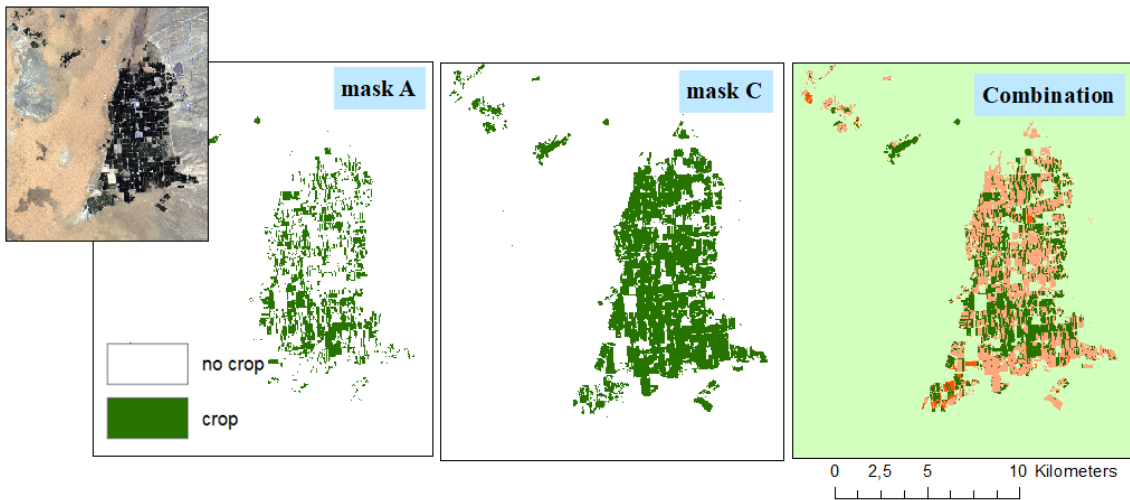 mask A
mask C
Combination
no crop
crop
0 2,5 5 10 Kilometers